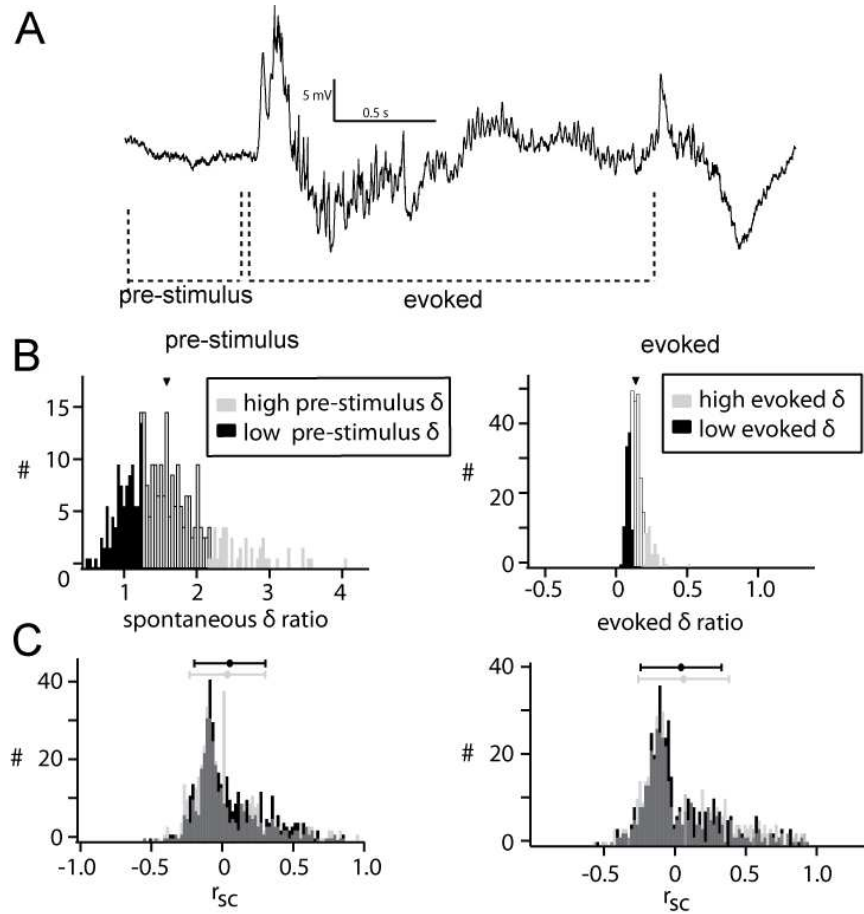 A
5 mV
0.5 s
pre-stimulus
evoked
B
pre-stimulus
evoked
high pre-stimulus δ
low pre-stimulus δ
high evoked δ
low evoked δ
15
10
5
0
#
1 2 3 4
spontaneous δ ratio
40
20
0
#
-0.5 0 0.5 1.0
evoked δ ratio
C
40
20
0
#
-1.0 -0.5 0 0.5 1.0
rSC
40
20
0
#
-0.5 0 0.5 1.0
rSC